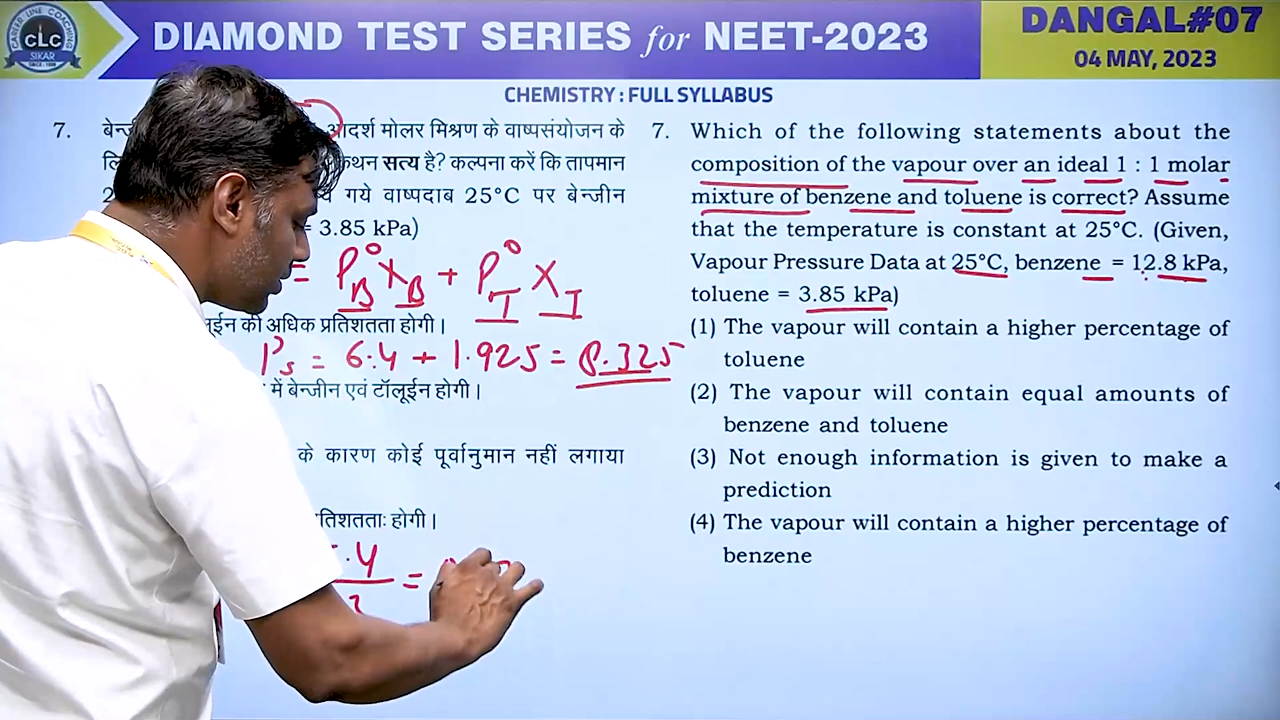 CAREER LINE COACHING
CLC
SIKAR
DIAMOND TEST SERIES for NEET-2023
DANGAL#07
04 MAY, 2023
CHEMISTRY : FULL SYLLABUS
7. आदर्श मोलर मिश्रण के वाष्पसंयोजन के
कथन सत्य है? कल्पना करें कि तापमान
गये वाष्पदाब 25°C पर बेन्जीन
= 3.85 kPa)
= P°B XB + P°T XT
की अधिक प्रतिशतता होगी।
Ps = 6.4 + 1.925 = 8.325
में बेन्जीन एवं टॉलूईन होगी।
के कारण कोई पूर्वानुमान नहीं लगाया
होगी।
.4
=
7. Which of the following statements about the
composition of the vapour over an ideal 1 : 1 molar
mixture of benzene and toluene is correct? Assume
that the temperature is constant at 25°C. (Given,
Vapour Pressure Data at 25°C, benzene = 12.8 kPa,
toluene = 3.85 kPa)
(1) The vapour will contain a higher percentage of
toluene
(2) The vapour will contain equal amounts of
benzene and toluene
(3) Not enough information is given to make a
prediction
(4) The vapour will contain a higher percentage of
benzene